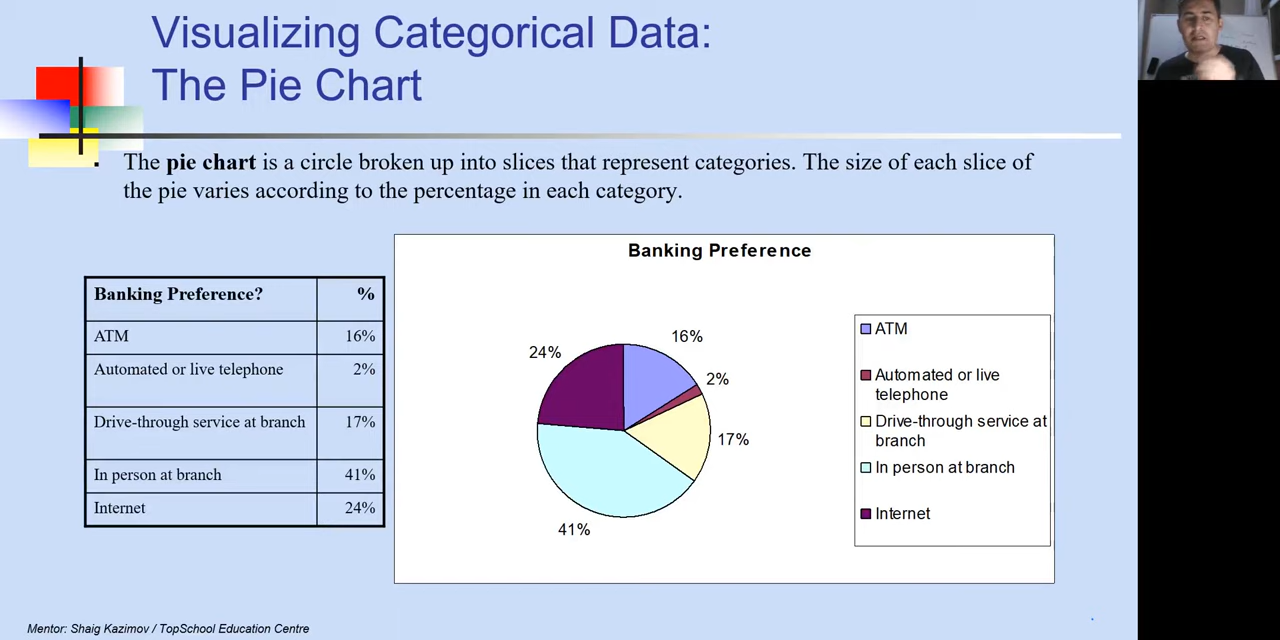 Visualizing Categorical Data:
The Pie Chart
The pie chart is a circle broken up into slices that represent categories. The size of each slice of
the pie varies according to the percentage in each category.
Banking Preference? %
ATM 16%
Automated or live telephone 2%
Drive-through service at branch 17%
In person at branch 41%
Internet 24%
Banking Preference
16%
2%
17%
41%
24%
ATM
Automated or live
telephone
Drive-through service at
branch
In person at branch
Internet
Mentor: Shaig Kazimov / TopSchool Education Centre